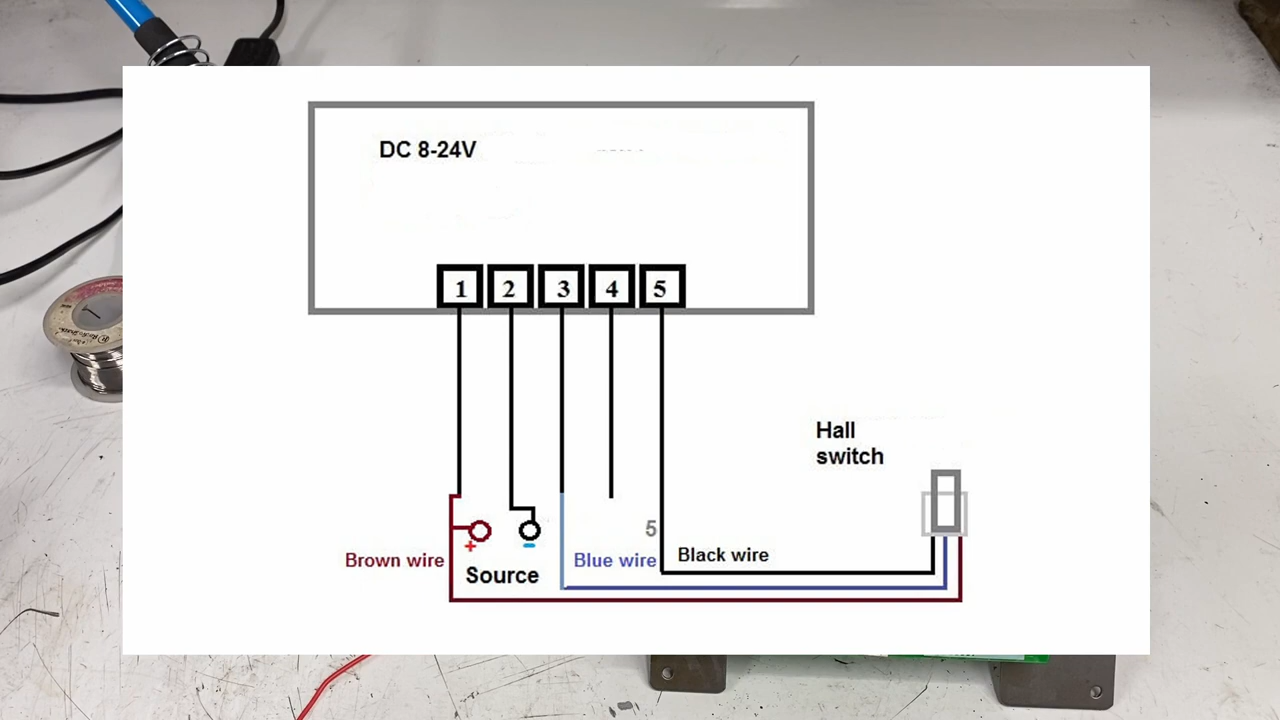 DC 8-24V
1 2 3 4 5
Hall
switch
5
+ -
Brown wire
Blue wire
Black wire
Source